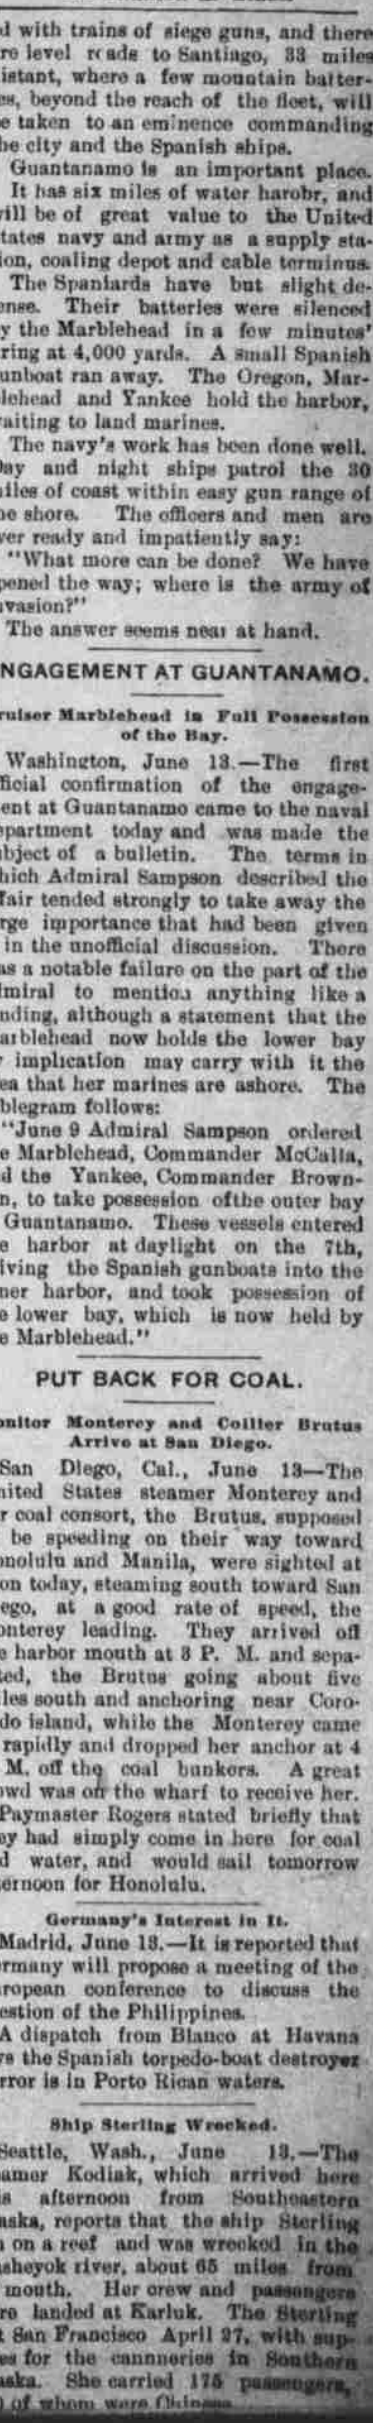 d with trains of siege guns, and there
re level roads to Santiago, 33 miles
istant, where a few mountain batter-
es, beyond the reach of the fleet, will
e taken to an eminence commanding
he city and the Spanish ships.
Guantanamo is an important place.
It has six miles of water harobr, and
will be of great value to the United
tates navy and army as a supply sta-
ion, coaling depot and cable terminus.
The Spaniards have but slight de-
ense. Their batteries were silenced
y the Marblehead in a few minutes'
ring at 4,000 yards. A small Spanish
unboat ran away. The Oregon, Mar-
lehead and Yankee hold the harbor,
aiting to land marines.
The navy's work has been done well.
Day and night ships patrol the 30
iles of coast within easy gun range of
he shore. The officers and men are
ver ready and impatiently say:
"What more can be done? We have
pened the way; where is the army of
nvasion?"
The answer seems near at hand.
NGAGEMENT AT GUANTANAMO.
ruiser Marblehead in Full Possession
of the Bay.
Washington, June 13.—The first
fficial confirmation of the engage-
ent at Guantanamo came to the naval
epartment today and was made the
ubject of a bulletin. The terms in
hich Admiral Sampson described the
ffair tended strongly to take away the
rge importance that had been given
in the unofficial discussion. There
as a notable failure on the part of the
dmiral to mention anything like a
nding, although a statement that the
arblehead now holds the lower bay
y implication may carry with it the
ea that her marines are ashore. The
blegram follows:
"June 9 Admiral Sampson ordered
e Marblehead, Commander McCalla,
d the Yankee, Commander Brown-
n, to take possession ofthe outer bay
Guantanamo. These vessels entered
e harbor at daylight on the 7th,
iving the Spanish gunboats into the
ner harbor, and took possession of
e lower bay, which is now held by
e Marblehead."
PUT BACK FOR COAL.
onitor Monterey and Collier Brutus
Arrive at San Diego.
San Diego, Cal., June 13—The
nited States steamer Monterey and
r coal consort, the Brutus, supposed
be speeding on their way toward
onolulu and Manila, were sighted at
on today, steaming south toward San
ego, at a good rate of speed, the
onterey leading. They arrived off
e harbor mouth at 3 P. M. and sepa-
ted, the Brutus going about five
les south and anchoring near Coro-
do island, while the Monterey came
rapidly and dropped her anchor at 4
M. off the coal bunkers. A great
owd was on the wharf to receive her.
Paymaster Rogers stated briefly that
ey had simply come in here for coal
d water, and would sail tomorrow
ternoon for Honolulu.
Germany's Interest in It.
Madrid, June 13.—It is reported that
rmany will propose a meeting of the
ropean conference to discuss the
estion of the Philippines.
A dispatch from Blanco at Havana
ys the Spanish torpedo-boat destroyer
rror is in Porto Rican waters.
Ship Sterling Wrecked.
Seattle, Wash., June 13.—The
eamer Kodiak, which arrived here
is afternoon from Southeastern
aska, reports that the ship Sterling
n on a reef and was wrecked in the
sheyok river, about 65 miles from
mouth. Her crew and passengers
re landed at Karluk. The Sterling
t San Francisco April 27, with sup-
es for the cannneries in Southern
aska. She carried 175 passengers,
of whom were Chinese